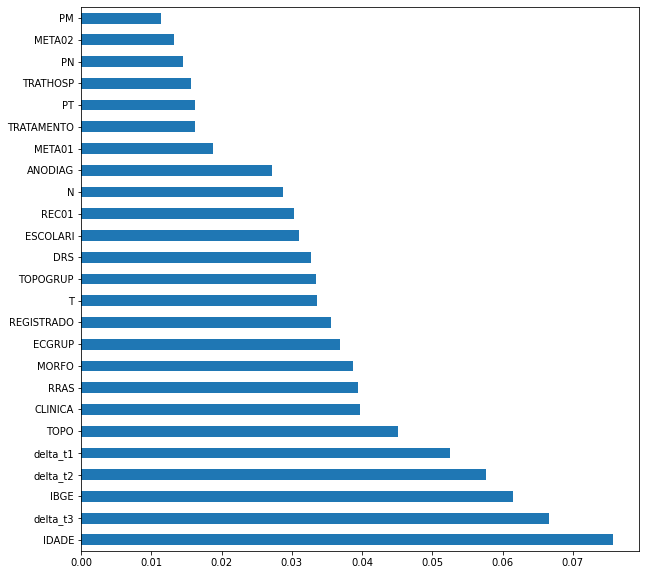 PM
META02
PN
TRATHOSP
PT
TRATAMENTO
META01
ANODIAG
N
REC01
ESCOLARI
DRS
TOPOGRUP
T
REGISTRADO
ECGRUP
MORFO
RRAS
CLINICA
TOPO
delta_t1
delta_t2
IBGE
delta_t3
IDADE
0.00 0.01 0.02 0.03 0.04 0.05 0.06 0.07